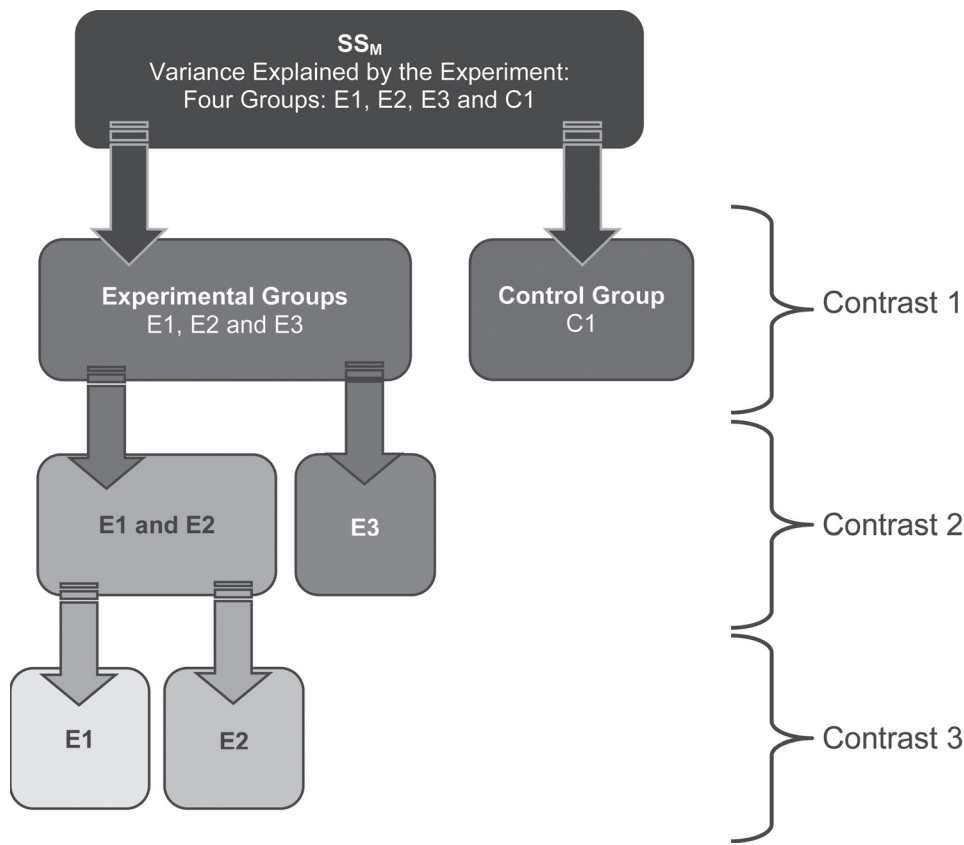 SSM
Variance Explained by the Experiment:
Four Groups: E1, E2, E3 and C1
Experimental Groups
E1, E2 and E3
Control Group
C1
Contrast 1
E1 and E2
E3
Contrast 2
E1
E2
Contrast 3